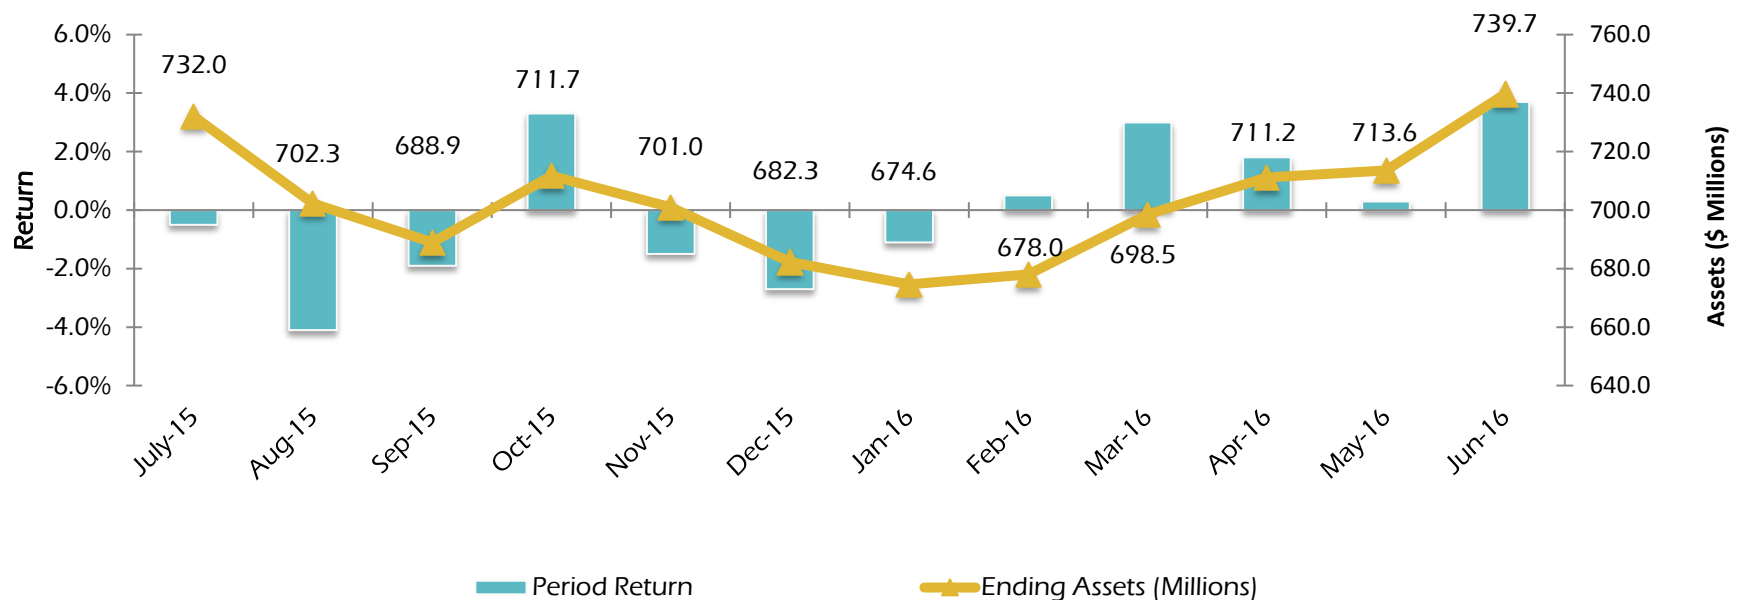 739.7
6.0%
760.0
732.0
711.7
4.0%
740.0
702.3
688.9
701.0
682.3
674.6
711.2
713.6
2.0%
720.0
0.0%
700.0
678.0
698.5
-2.0%
680.0
-4.0%
660.0
-6.0%
640.0
Return
Assets ($ Millions)
July-15
Aug-15
Sep-15
Oct-15
Nov-15
Dec-15
Jan-16
Feb-16
Mar-16
Apr-16
May-16
Jun-16
Period Return
Ending Assets (Millions)